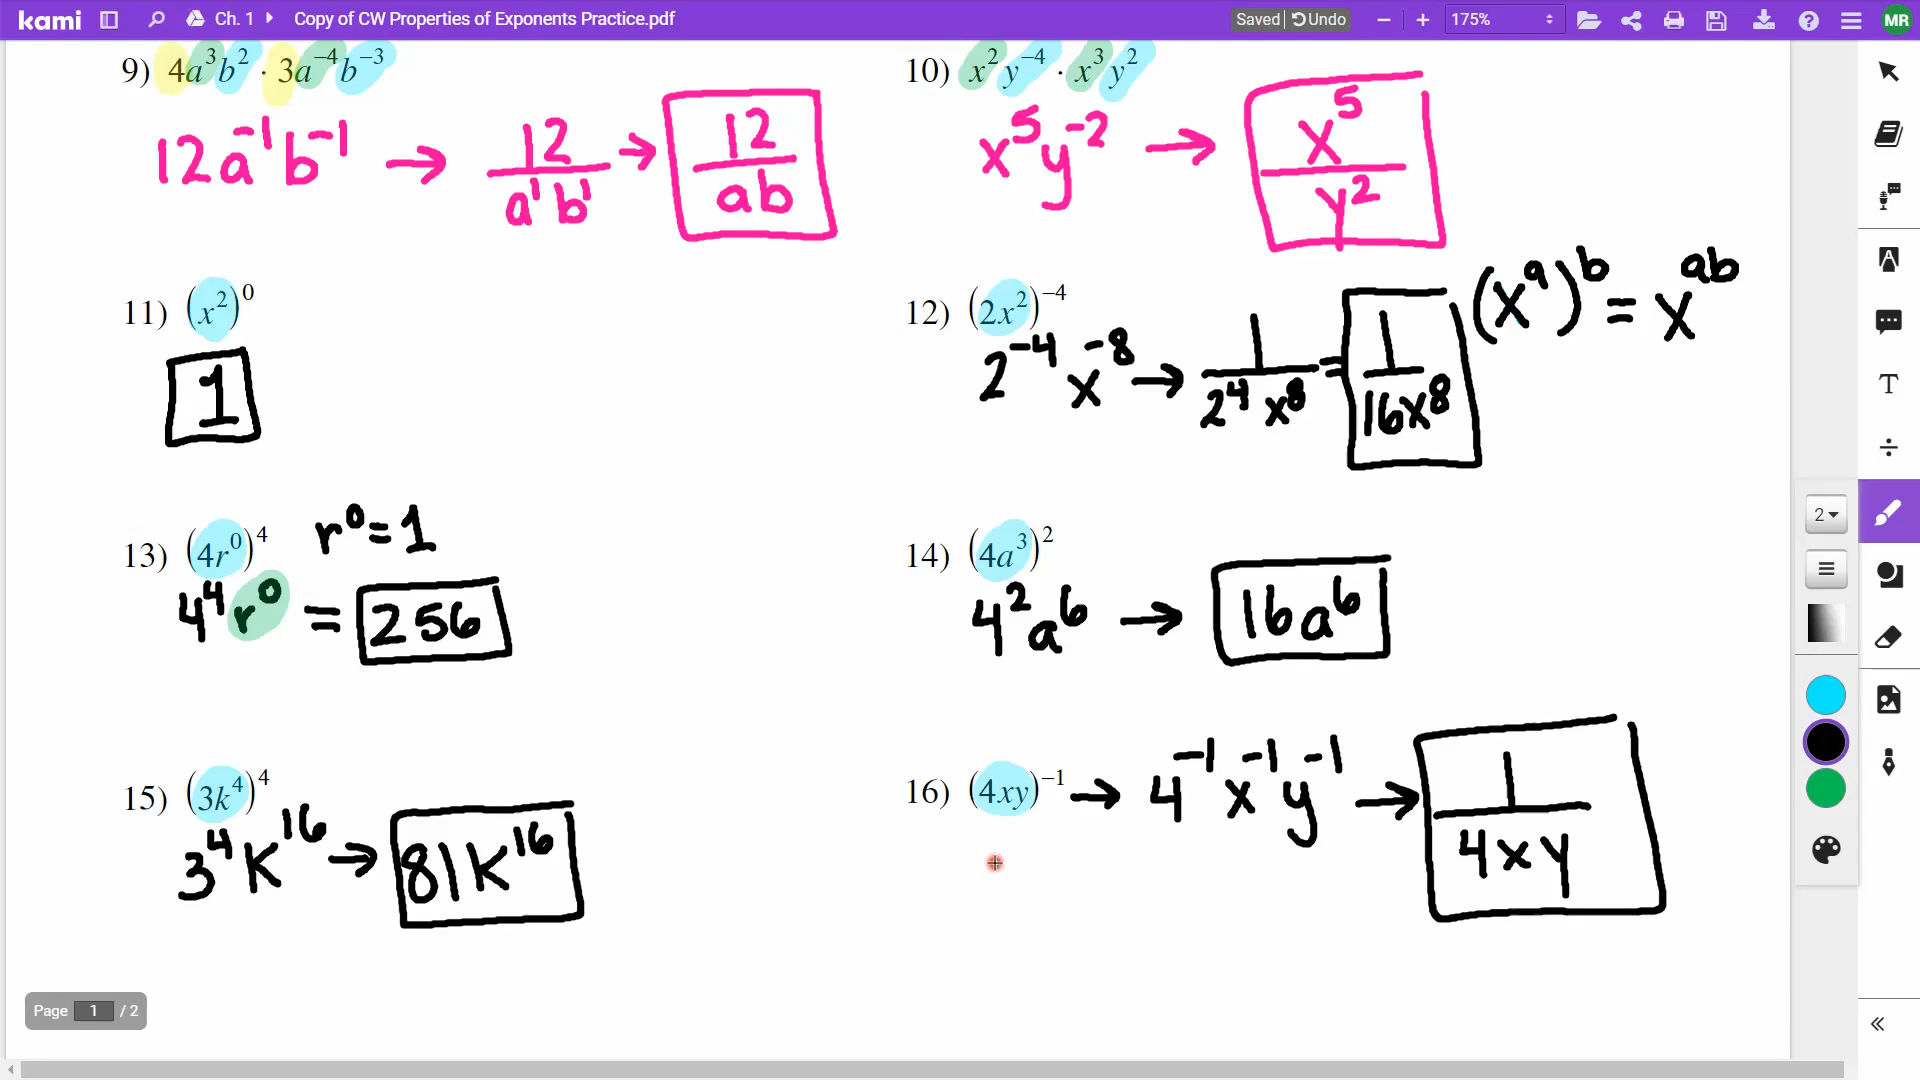 kami Ch. 1 Copy of CW Properties of Exponents Practice.pdf Saved Undo 175% MR
9) 4a³b² · 3a⁻⁴b⁻³
12a⁻¹b⁻¹ → 12/a¹b¹ → 12/ab
10) x²y⁻⁴ · x³y²
x⁵y⁻² → x⁵/y²
11) (x²)⁰
1
12) (2x²)⁻⁴
(xᵃ)ᵇ = xᵃᵇ
2⁻⁴x⁻⁸ → 1/2⁴x⁸ = 1/16x⁸
13) (4r⁰)⁴
r⁰ = 1
4⁴r⁰ = 256
14) (4a³)²
4²a⁶ → 16a⁶
15) (3k⁴)⁴
3⁴k¹⁶ → 81k¹⁶
16) (4xy)⁻¹ → 4⁻¹x⁻¹y⁻¹ → 1/4xy
2
Page 1 / 2